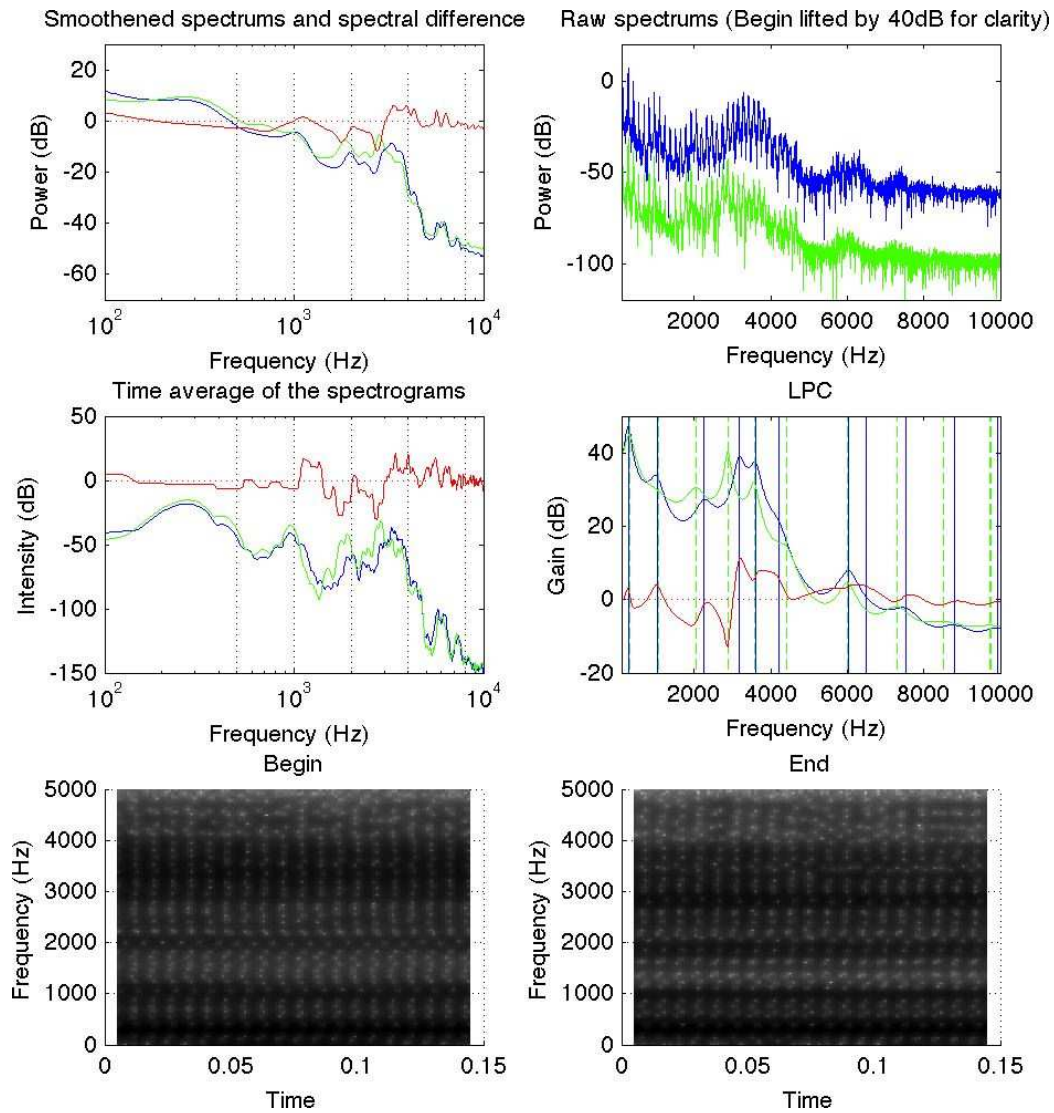 Smoothened spectrums and spectral difference
20
0
-20
-40
-60
Power (dB)
10^2
10^3
10^4
Frequency (Hz)
Raw spectrums (Begin lifted by 40dB for clarity)
0
-50
-100
Power (dB)
2000 4000 6000 8000 10000
Frequency (Hz)
Time average of the spectrograms
50
0
-50
-100
-150
Intensity (dB)
10^2
10^3
10^4
Frequency (Hz)
LPC
40
20
0
-20
Gain (dB)
2000 4000 6000 8000 10000
Frequency (Hz)
Begin
5000
4000
3000
2000
1000
0
Frequency (Hz)
0 0.05 0.1 0.15
Time
End
5000
4000
3000
2000
1000
0
Frequency (Hz)
0 0.05 0.1 0.15
Time